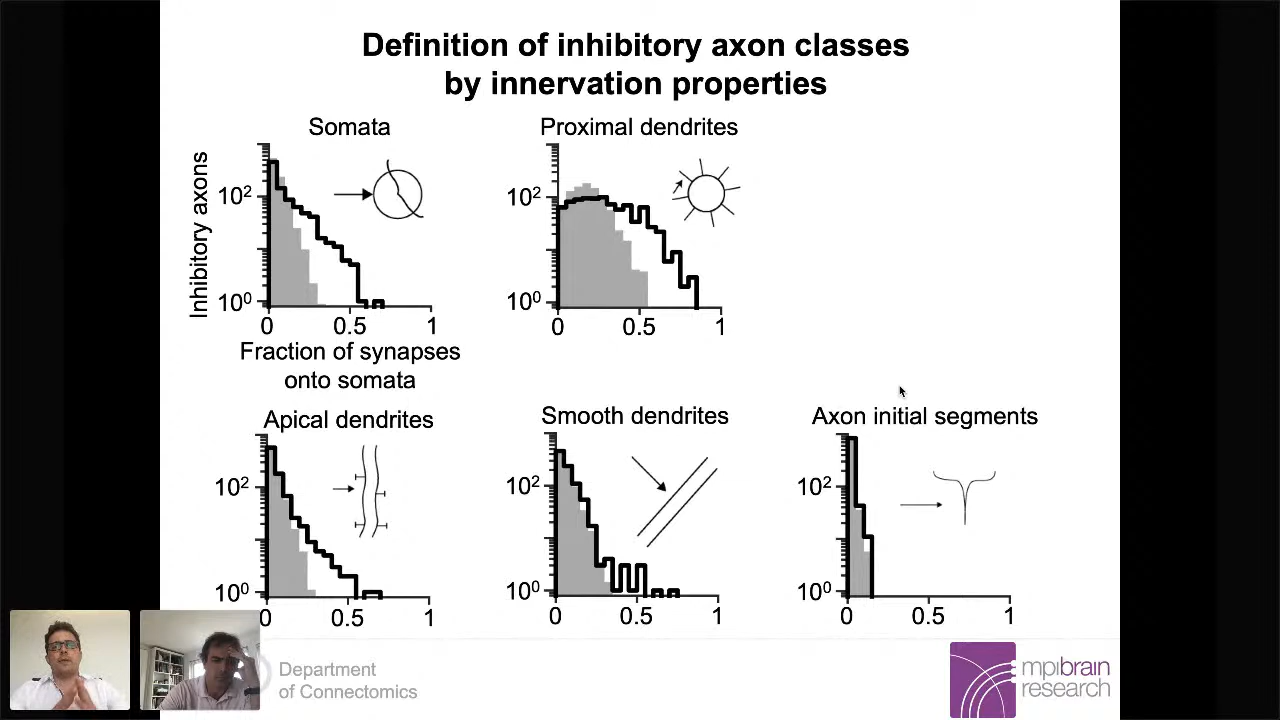 Definition of inhibitory axon classes
by innervation properties
Somata
Inhibitory axons
10²
10⁰
0 0.5 1
Fraction of synapses
onto somata
Proximal dendrites
10²
10⁰
0 0.5 1
Apical dendrites
10²
10⁰
0 0.5 1
Smooth dendrites
10²
10⁰
0 0.5 1
Axon initial segments
10²
10⁰
0 0.5 1
Department
of Connectomics
mpibrain
research